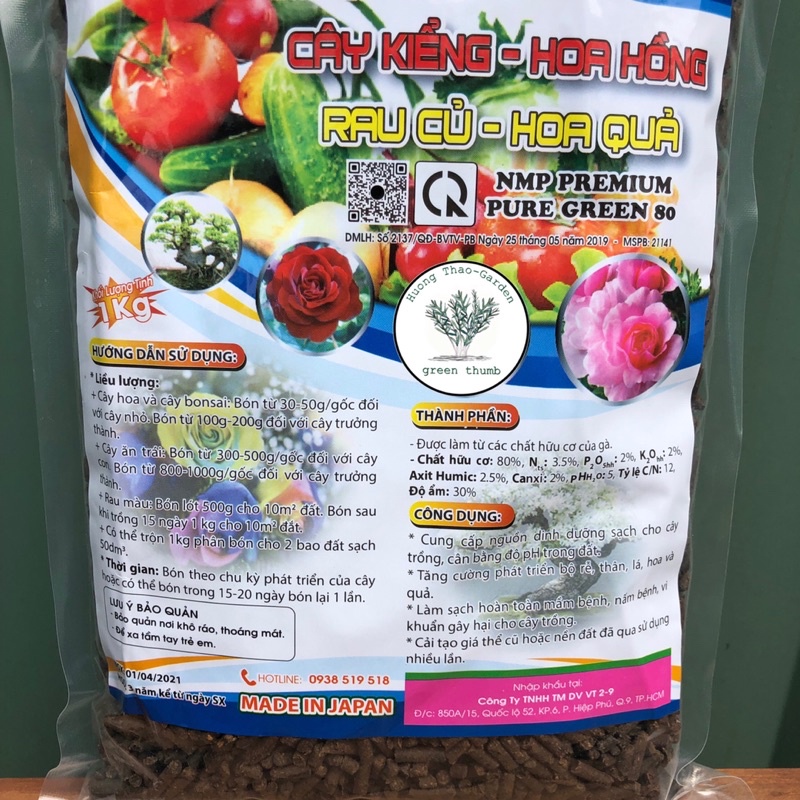 CÂY KIỂNG - HOA HỒNG
RAU CỦ - HOA QUẢ
NMP PREMIUM
PURE GREEN 80
DMLH: Số 2137/QĐ-BVTV-PB Ngày 25 tháng 05 năm 2019 - MSPB: 21141
Khối Lượng Tịnh
1Kg
Huong Thao-Garden
green thumb
HƯỚNG DẪN SỬ DỤNG:
* Liều lượng:
+ Cây hoa và cây bonsai: Bón từ 30-50g/gốc đối
với cây nhỏ. Bón từ 100g-200g đối với cây trưởng
thành.
+ Cây ăn trái: Bón từ 300-500g/gốc đối với cây
con. Bón từ 800-1000g/gốc đối với cây trưởng
thành.
+ Rau màu: Bón lót 500g cho 10m² đất. Bón sau
khi trồng 15 ngày 1 kg cho 10m² đất.
+ Có thể trộn 1kg phân bón cho 2 bao đất sạch
50dm³.
* Thời gian: Bón theo chu kỳ phát triển của cây
hoặc có thể bón trong 15-20 ngày bón lại 1 lần.
LƯU Ý BẢO QUẢN
- Bảo quản nơi khô ráo, thoáng mát.
- Để xa tầm tay trẻ em.
01/04/2021
3 năm kể từ ngày SX
HOTLINE: 0938 519 518
MADE IN JAPAN
THÀNH PHẦN:
- Được làm từ các chất hữu cơ của gà.
- Chất hữu cơ: 80%, Nts: 3.5%, P2O5hh: 2%, K2Ohh: 2%,
Axit Humic: 2.5%, Canxi: 2%, pHH2O: 5, Tỷ lệ C/N: 12,
Độ ẩm: 30%
CÔNG DỤNG:
* Cung cấp nguồn dinh dưỡng sạch cho cây
trồng, cân bằng độ pH trong đất.
* Tăng cường phát triển bộ rễ, thân, lá, hoa và
quả.
* Làm sạch hoàn toàn mầm bệnh, nấm bệnh, vi
khuẩn gây hại cho cây trồng.
* Cải tạo giá thể cũ hoặc nền đất đã qua sử dụng
nhiều lần.
Nhập khẩu tại:
Công Ty TNHH TM DV VT 2-9
Đ/c: 850A/15, Quốc lộ 52, KP.6, P. Hiệp Phú, Q.9, TP.HCM